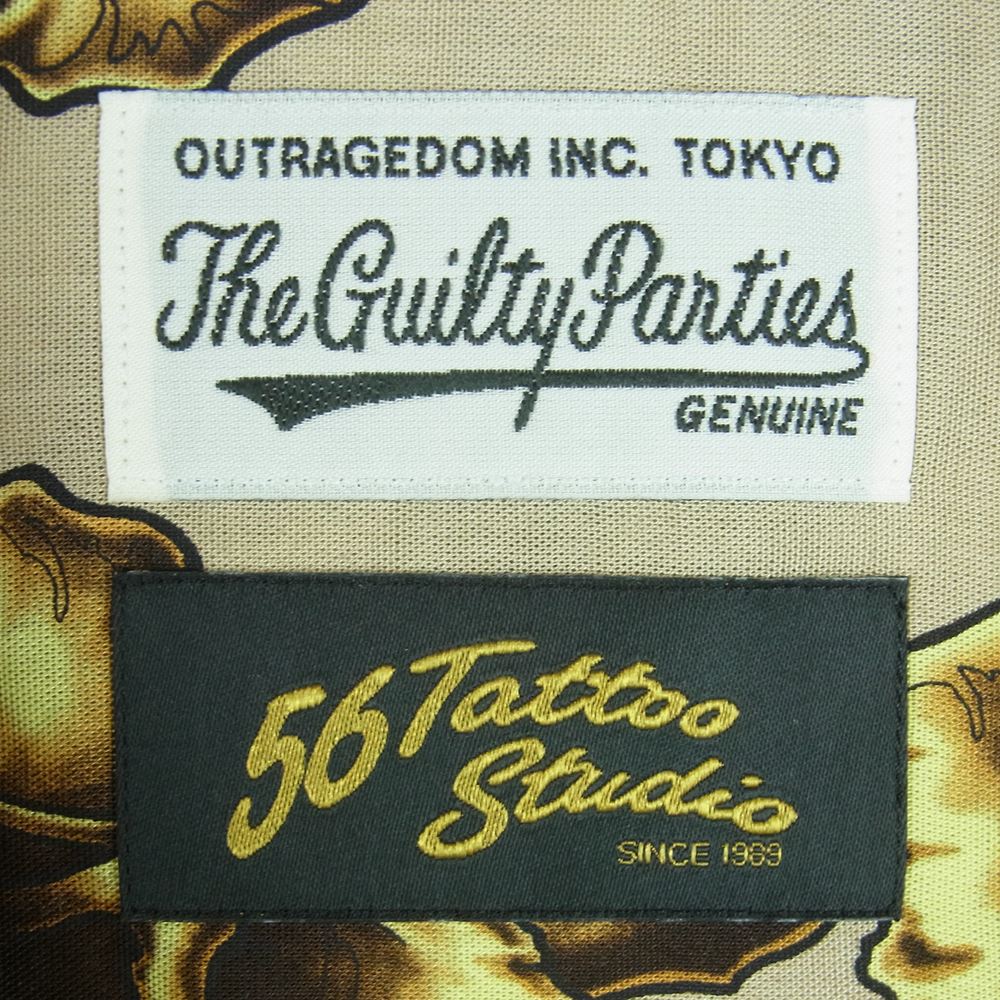 OUTRAGEDOM INC. TOKYO
The Guilty Parties
GENUINE
56 Tattoo
Studio
SINCE 1989